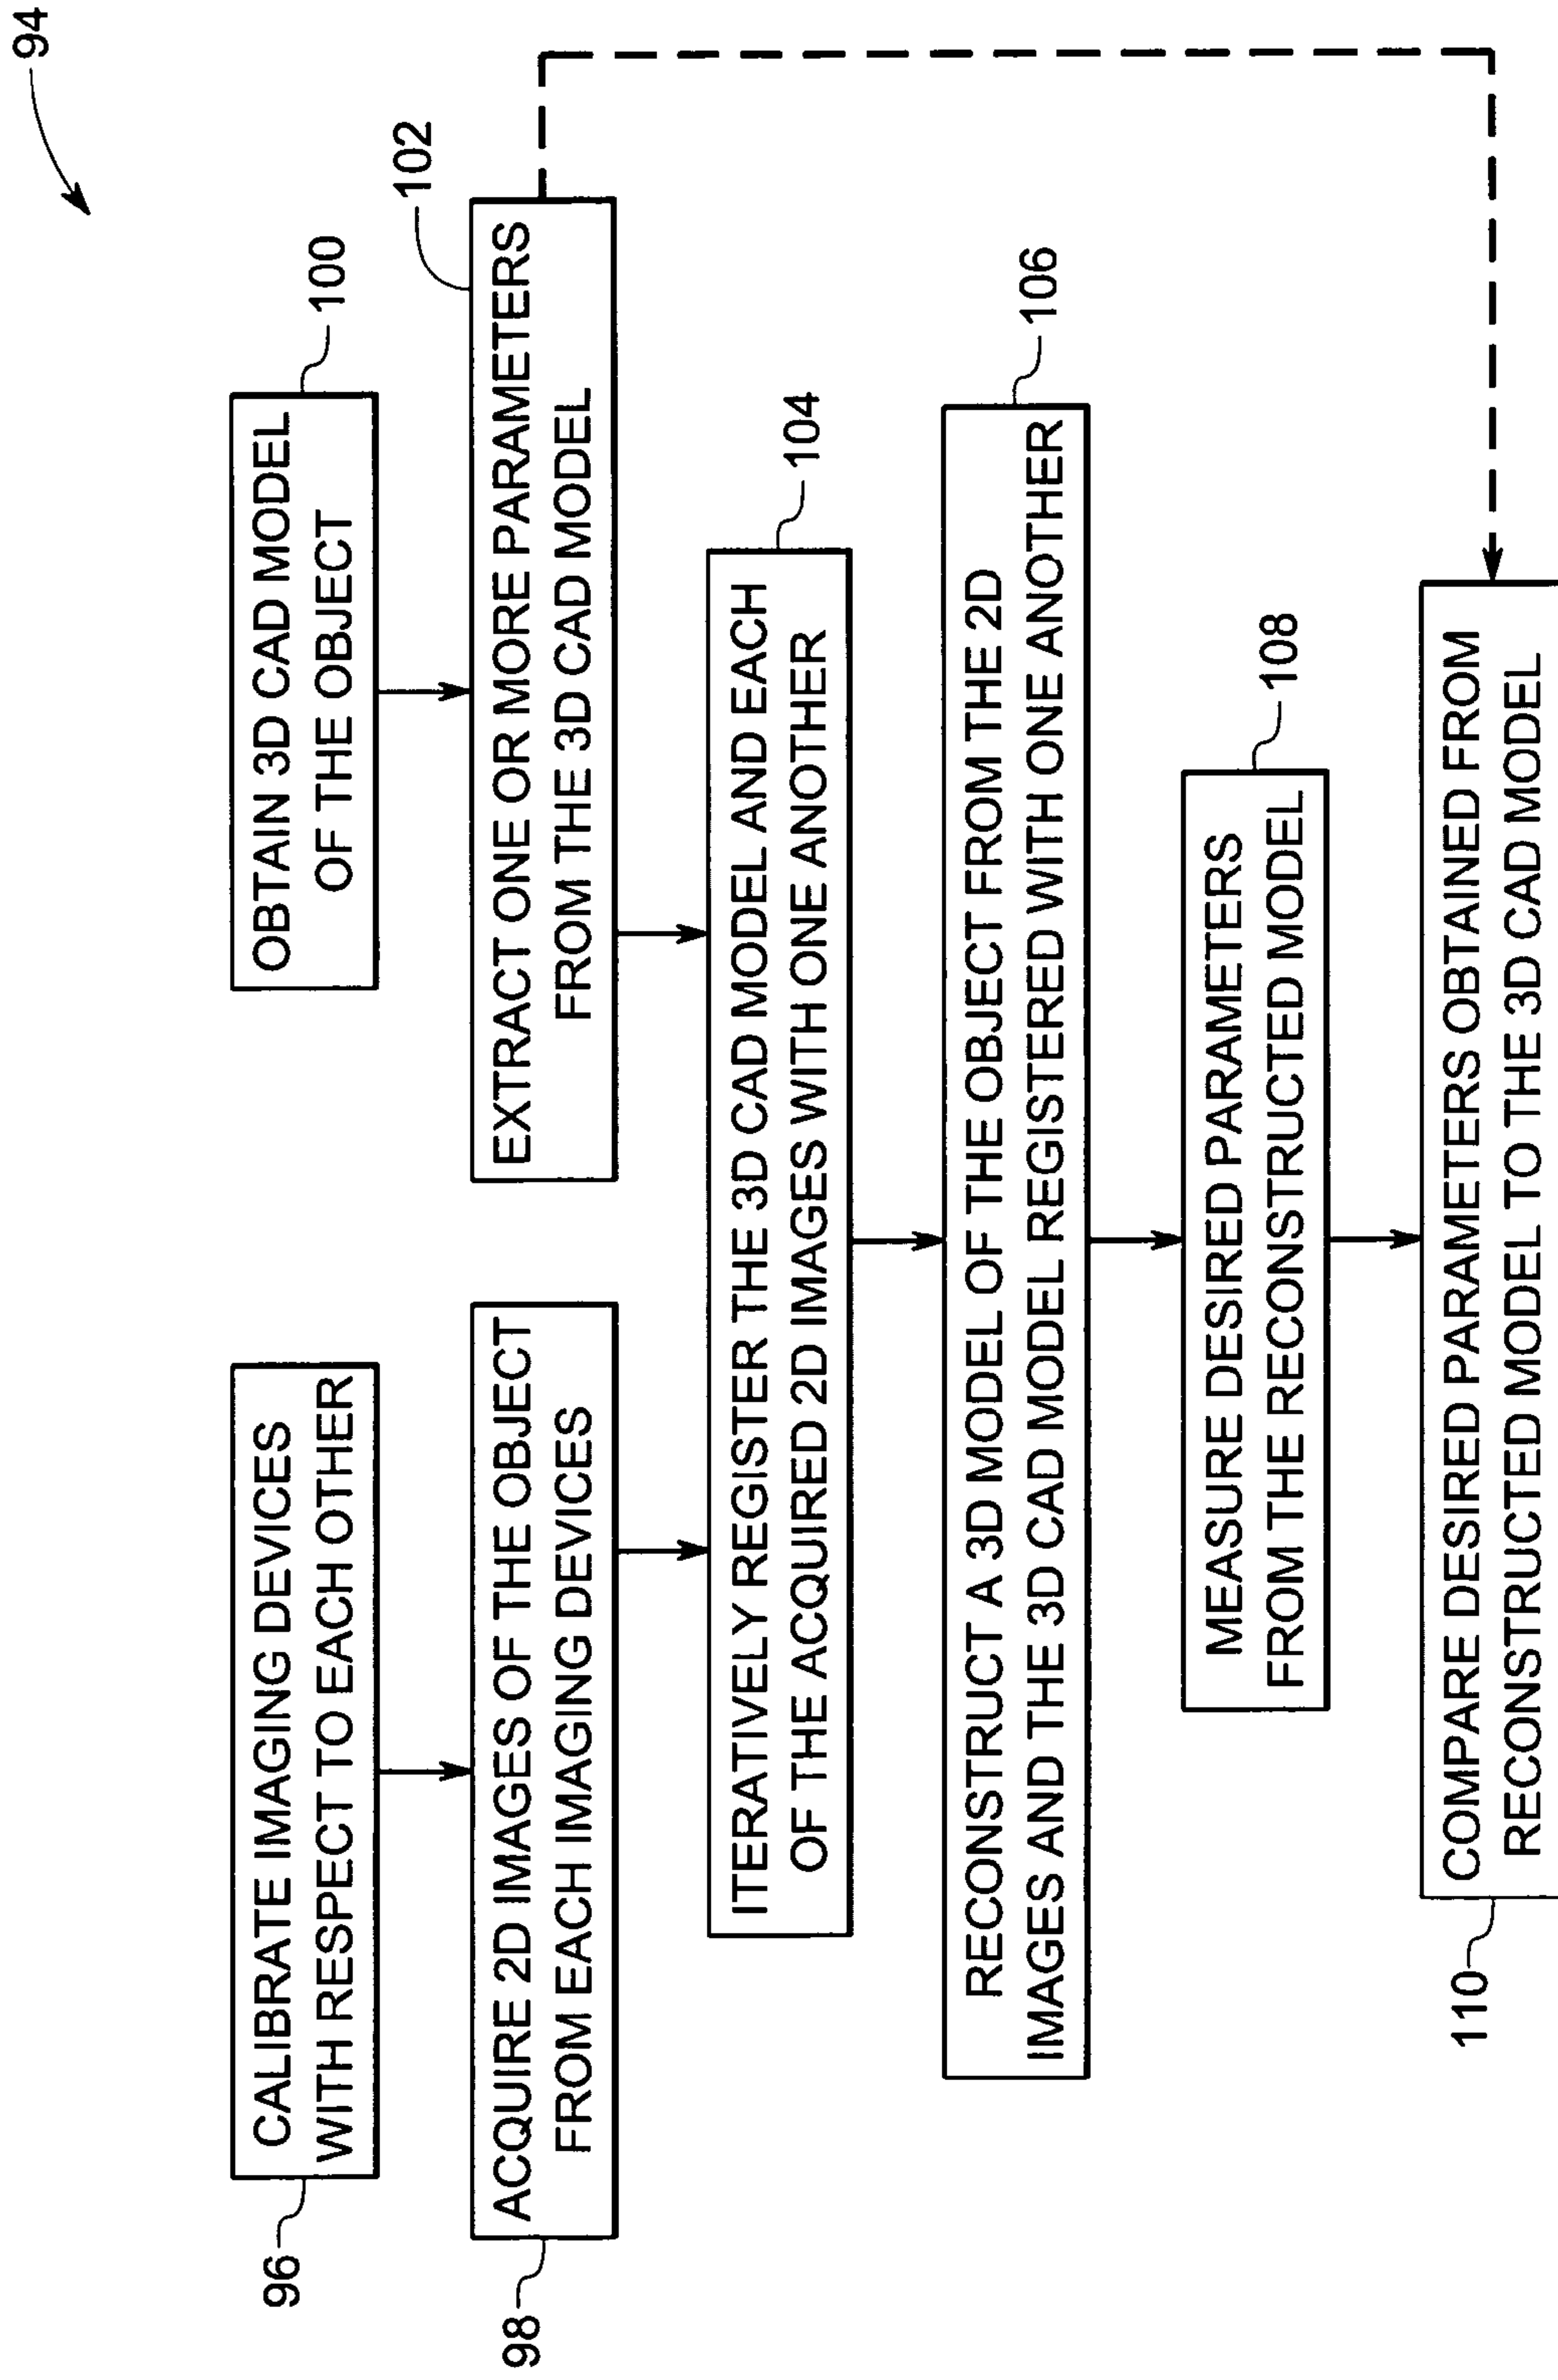 94
96
CALIBRATE IMAGING DEVICES
WITH RESPECT TO EACH OTHER
OBTAIN 3D CAD MODEL
OF THE OBJECT
100
98
ACQUIRE 2D IMAGES OF THE OBJECT
FROM EACH IMAGING DEVICES
EXTRACT ONE OR MORE PARAMETERS
FROM THE 3D CAD MODEL
102
ITERATIVELY REGISTER THE 3D CAD MODEL AND EACH
OF THE ACQUIRED 2D IMAGES WITH ONE ANOTHER
104
RECONSTRUCT A 3D MODEL OF THE OBJECT FROM THE 2D
IMAGES AND THE 3D CAD MODEL REGISTERED WITH ONE ANOTHER
106
MEASURE DESIRED PARAMETERS
FROM THE RECONSTRUCTED MODEL
108
110
COMPARE DESIRED PARAMETERS OBTAINED FROM
RECONSTRUCTED MODEL TO THE 3D CAD MODEL